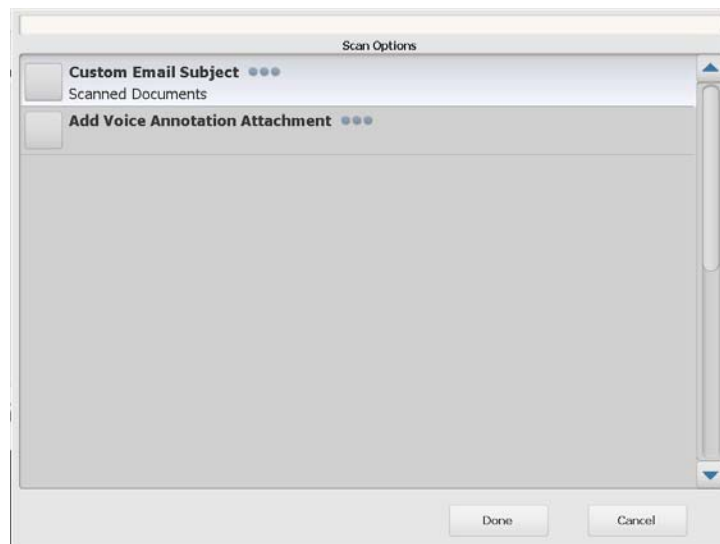 Scan Options
Custom Email Subject
Scanned Documents
Add Voice Annotation Attachment
Done
Cancel